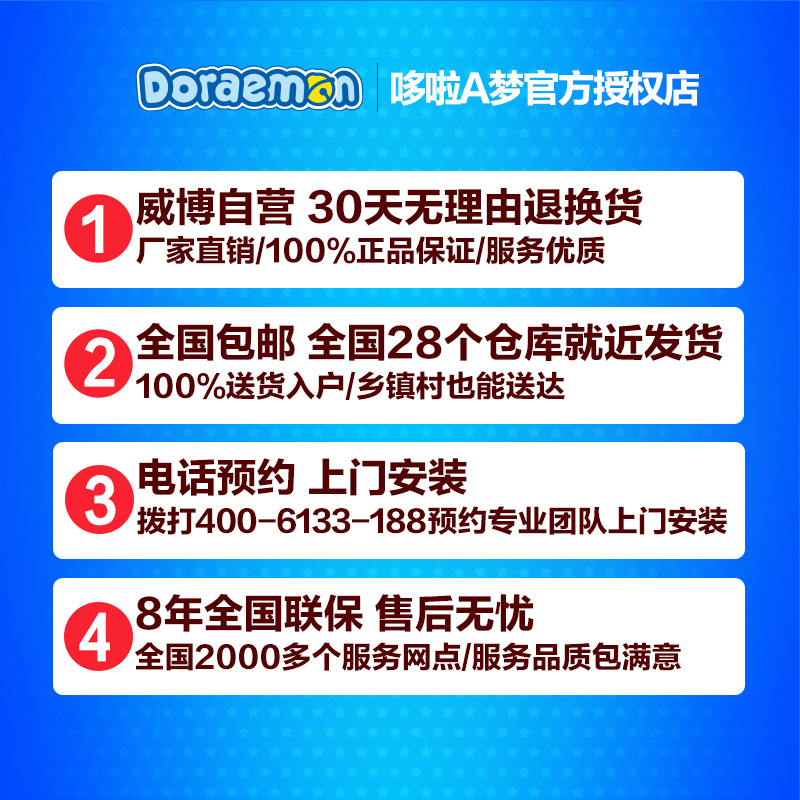 Doraemon 哆啦A梦官方授权店
1
威博自营 30天无理由退换货
厂家直销/100%正品保证/服务优质
2
全国包邮 全国28个仓库就近发货
100%送货入户/乡镇村也能送达
3
电话预约 上门安装
拨打400-6133-188预约专业团队上门安装
4
8年全国联保 售后无忧
全国2000多个服务网点/服务品质包满意